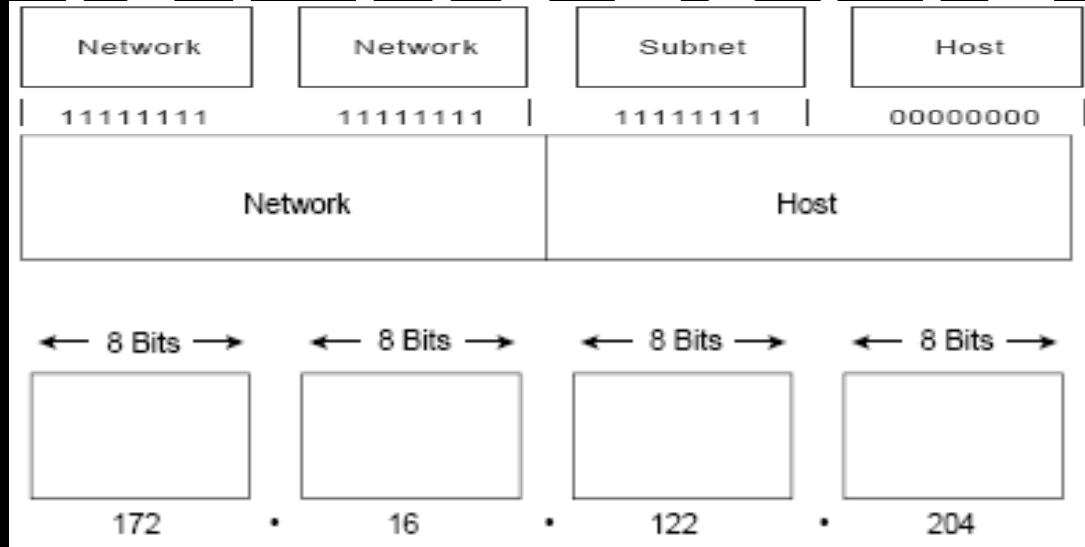 Network Network Subnet Host
11111111 11111111 11111111 00000000
Network Host
8 Bits 8 Bits 8 Bits 8 Bits
172 • 16 • 122 • 204